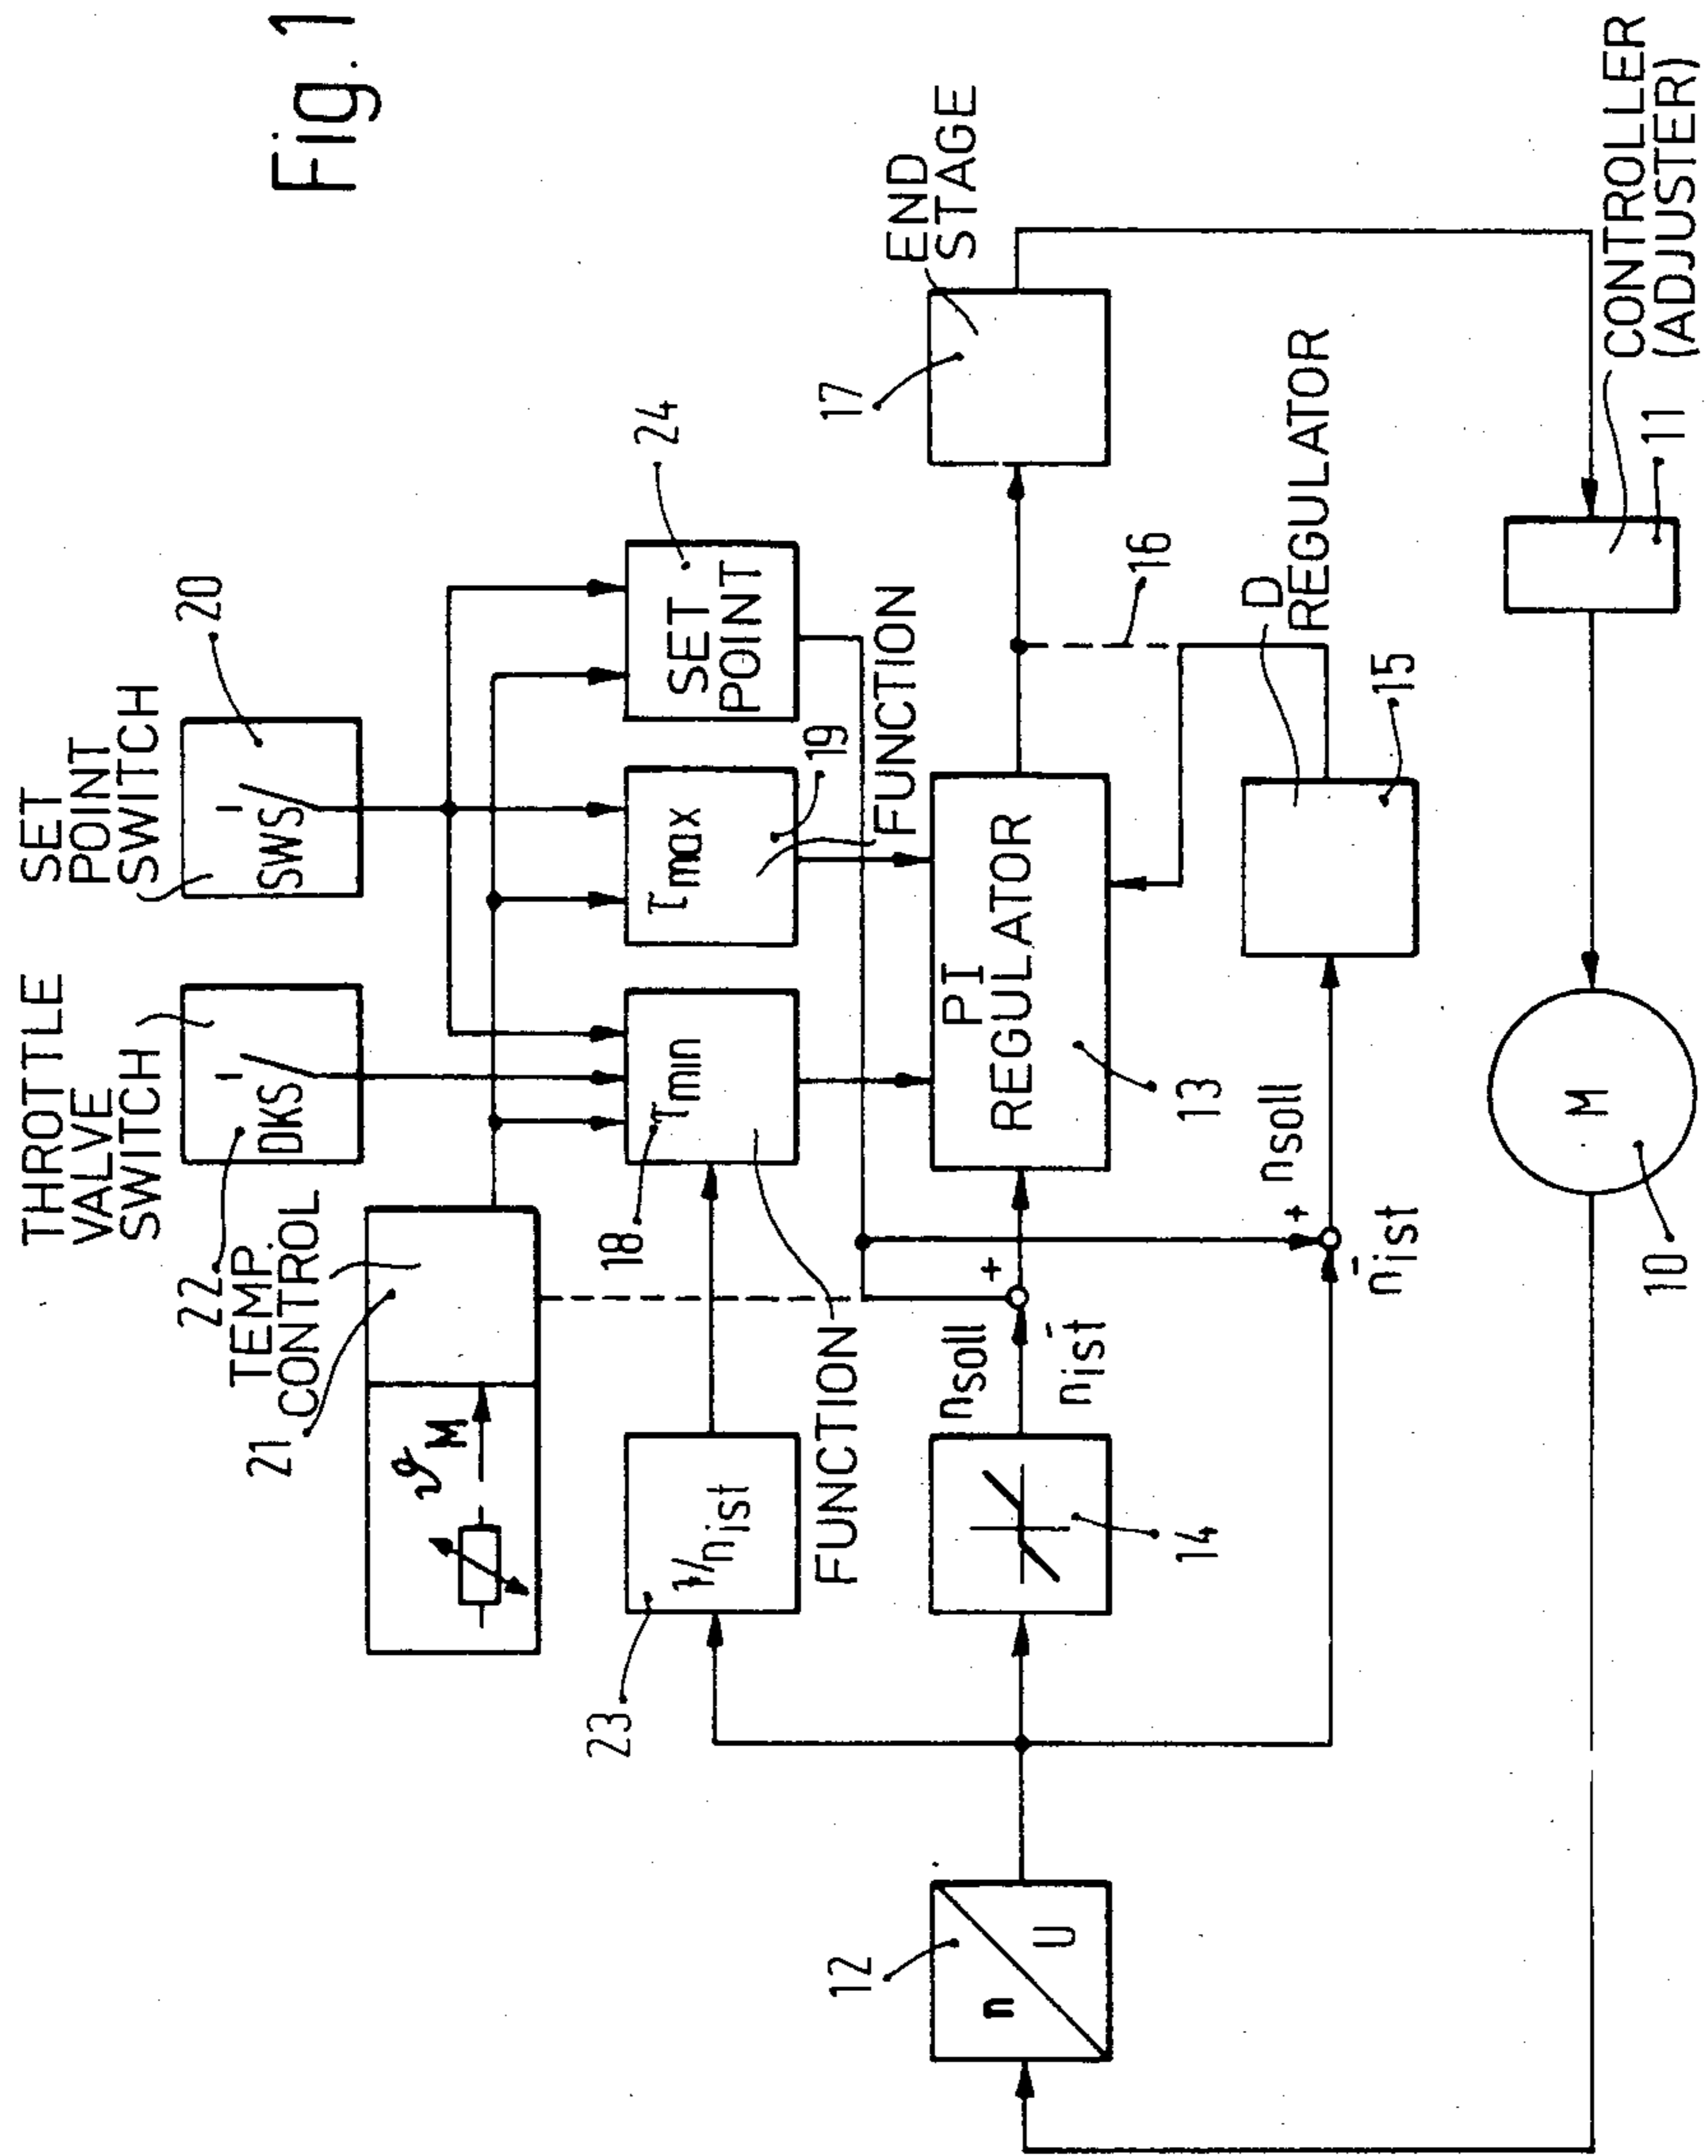 Fig. 1
SET
POINT
SWITCH
20
SWS
THROTTLE
VALVE
SWITCH
22
DKS
TEMP
CONTROL
21
ϑM
24
SET
POINT
τmax
19
FUNCTION
τmin
18
FUNCTION
1/nist
23
END
STAGE
17
PI
REGULATOR
13
nsoll
+
-
nist
14
12
n
U
16
D
REGULATOR
15
nsoll
+
-
nist
CONTROLLER
(ADJUSTER)
11
M
10